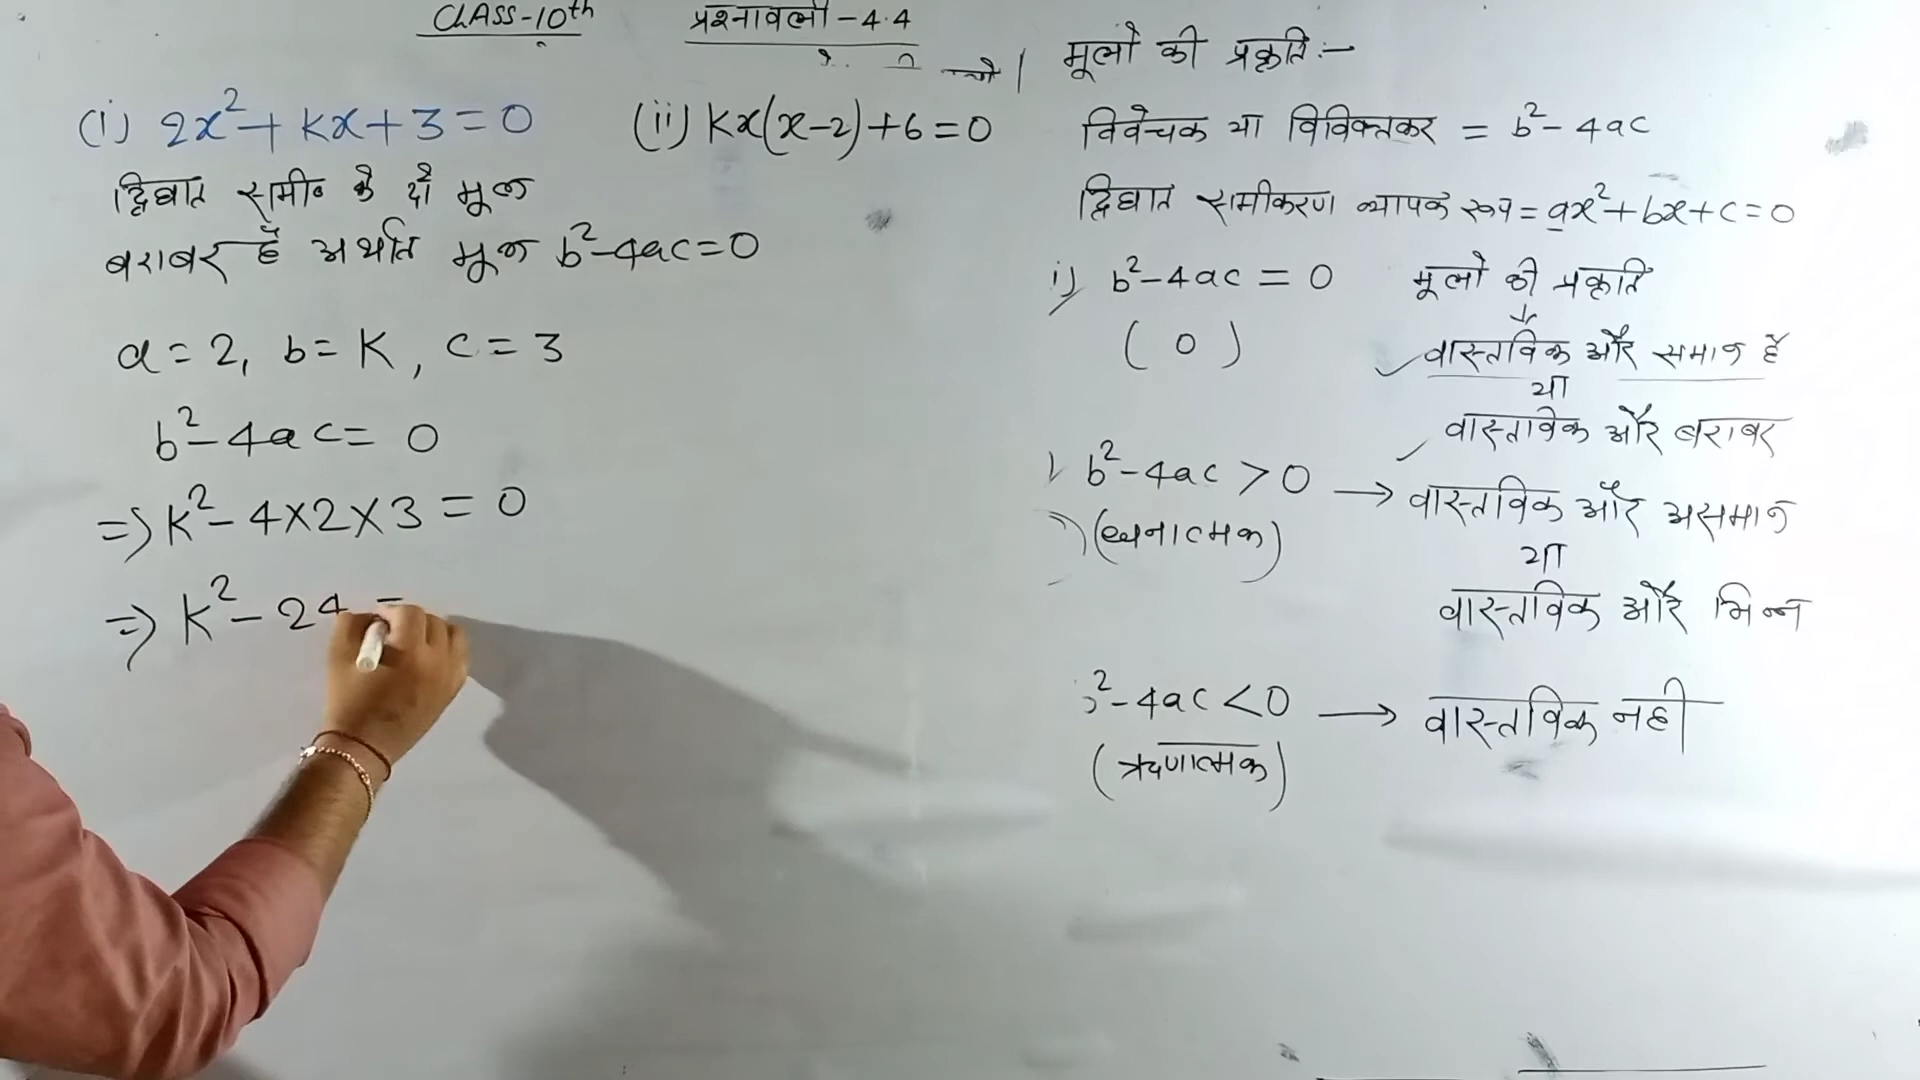 CLASS-10th प्रश्नावली-4.4
(i) 2x²+kx+3=0 (ii) kx(x-2)+6=0
द्विघात समी० के दो मूल
बराबर हैं अर्थात मूल b²-4ac=0
a=2, b=K, c=3
b²-4ac=0
=> K²-4×2×3=0
=> K²-24=
मूलों की प्रकृति:-
विवेचक या विविक्तकर = b²-4ac
द्विघात समीकरण व्यापक रूप=ax²+bx+c=0
i) b²-4ac=0 मूलों की प्रकृति
(0) वास्तविक और समान हैं
या
वास्तविक और बराबर
b²-4ac>0 → वास्तविक और असमान
(धनात्मक) या
वास्तविक और भिन्न
²-4ac<0 → वास्तविक नही
(ऋणात्मक)